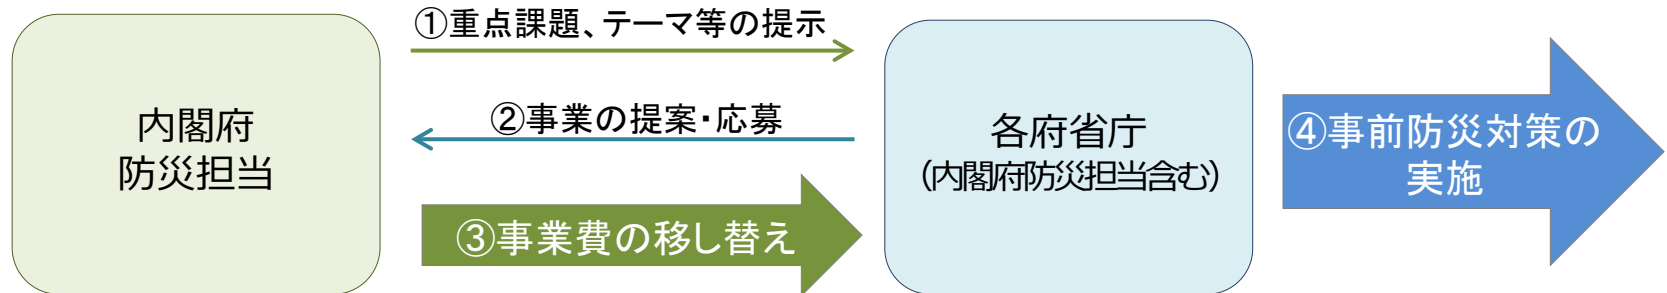 ①重点課題、テーマ等の提示
内閣府
防災担当
②事業の提案・応募
③事業費の移し替え
各府省庁
(内閣府防災担当含む)
④事前防災対策の
実施